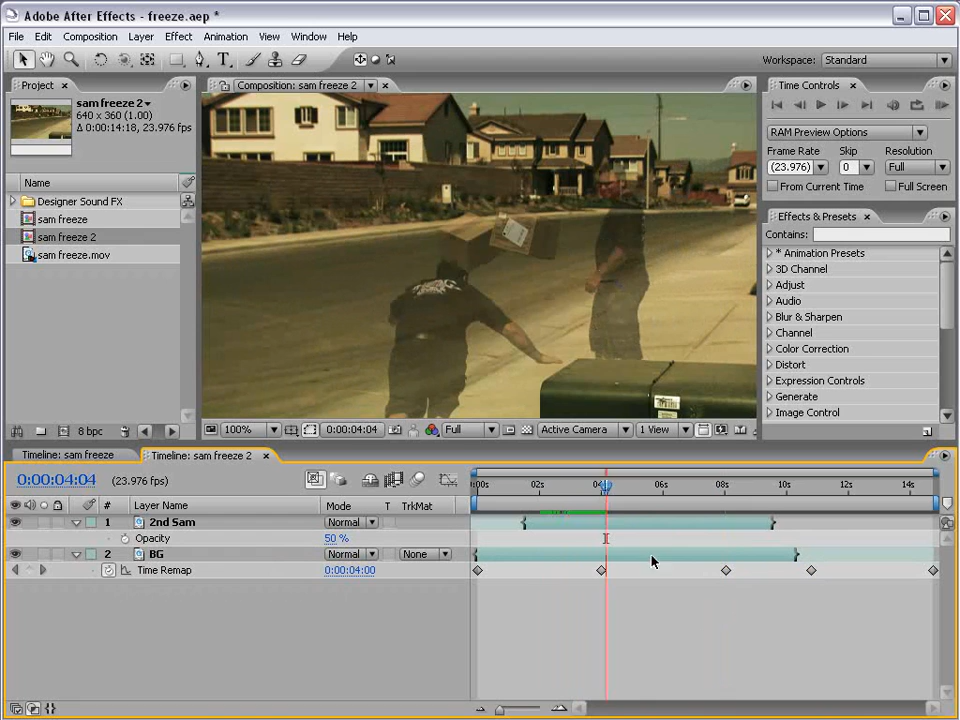 Adobe After Effects - freeze.aep *
File Edit Composition Layer Effect Animation View Window Help
Workspace: Standard
Project
sam freeze 2
640 x 360 (1.00)
Δ 0:00:14:18, 23.976 fps
Name
Designer Sound FX
sam freeze
sam freeze 2
sam freeze.mov
8 bpc
Composition: sam freeze 2
100% 0:00:04:04 Full Active Camera 1 View
Time Controls
RAM Preview Options
Frame Rate Skip Resolution
(23.976) 0 Full
From Current Time Full Screen
Effects & Presets
Contains:
* Animation Presets
3D Channel
Adjust
Audio
Blur & Sharpen
Channel
Color Correction
Distort
Expression Controls
Generate
Image Control
Timeline: sam freeze Timeline: sam freeze 2
0:00:04:04 (23.976 fps)
:00s 02s 04s 06s 08s 10s 12s 14s
# Layer Name Mode T TrkMat
1 2nd Sam Normal
Opacity 50 %
2 BG Normal None
Time Remap 0:00:04:00